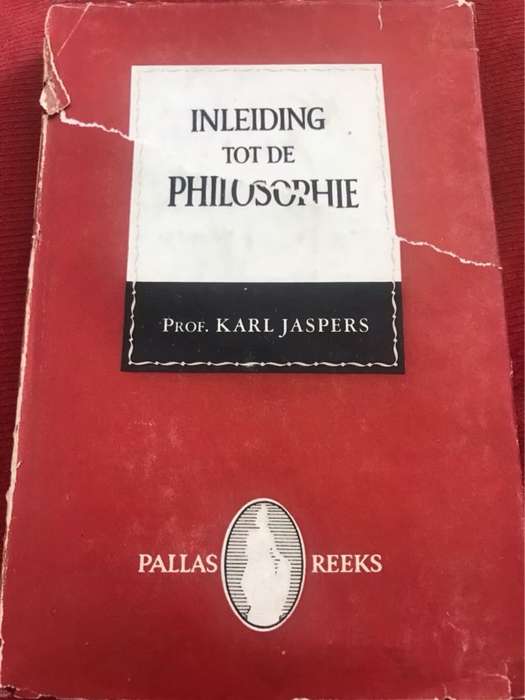 INLEIDING
TOT DE
PHILOSOPHIE
PROF. KARL JASPERS
PALLAS REEKS